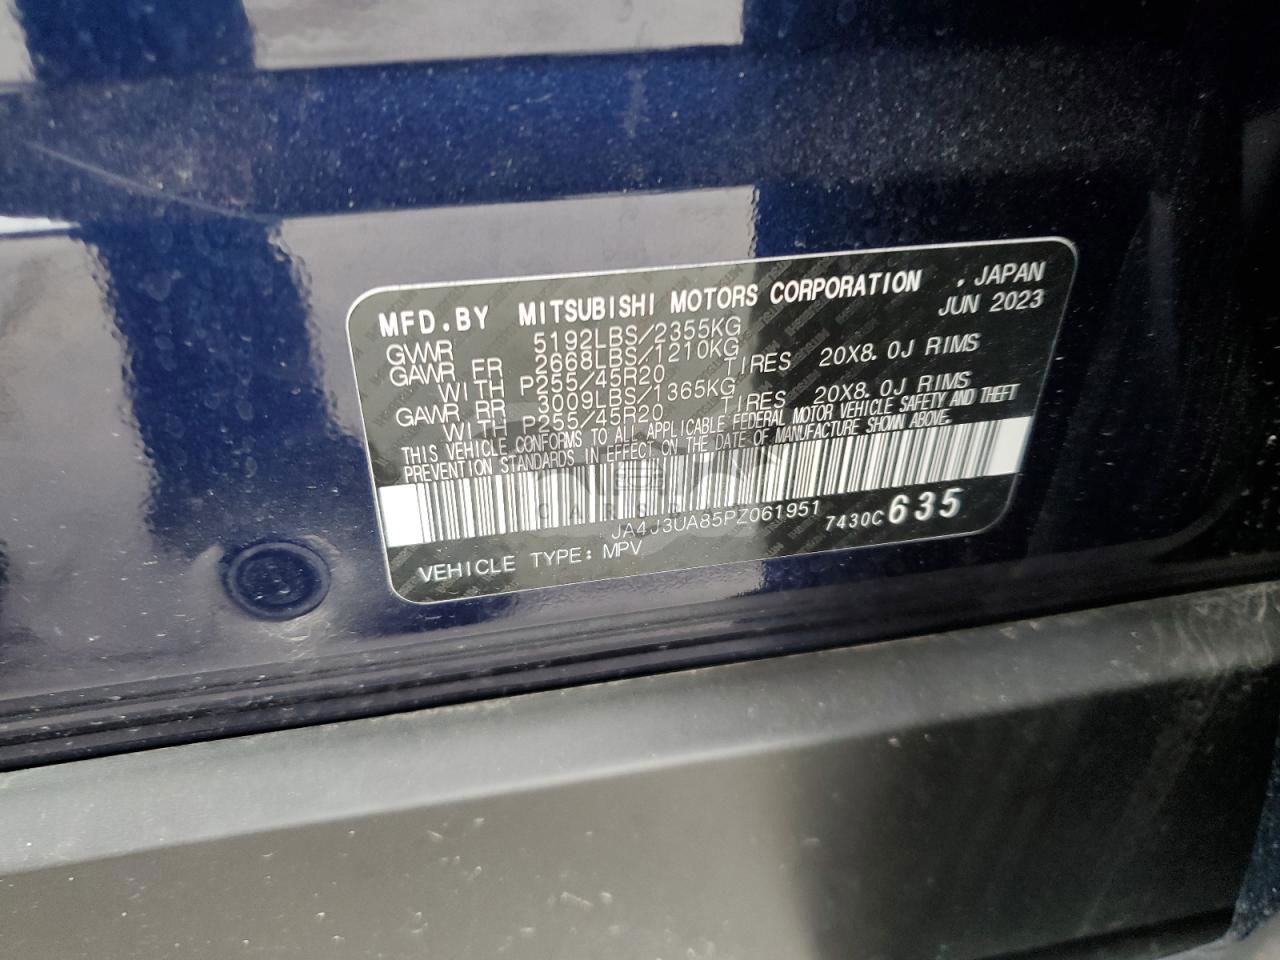 MFD.BY MITSUBISHI MOTORS CORPORATION , JAPAN
JUN 2023
GVWR 5192LBS/2355KG
GAWR FR 2668LBS/1210KG
WITH P255/45R20 TIRES 20X8.0J RIMS
GAWR RR 3009LBS/1365KG
WITH P255/45R20 TIRES 20X8.0J RIMS
THIS VEHICLE CONFORMS TO ALL APPLICABLE FEDERAL MOTOR VEHICLE SAFETY AND THEFT
PREVENTION STANDARDS IN EFFECT ON THE DATE OF MANUFACTURE SHOWN ABOVE.
JA4J3UA85PZ061951 7430C 635
VEHICLE TYPE: MPV